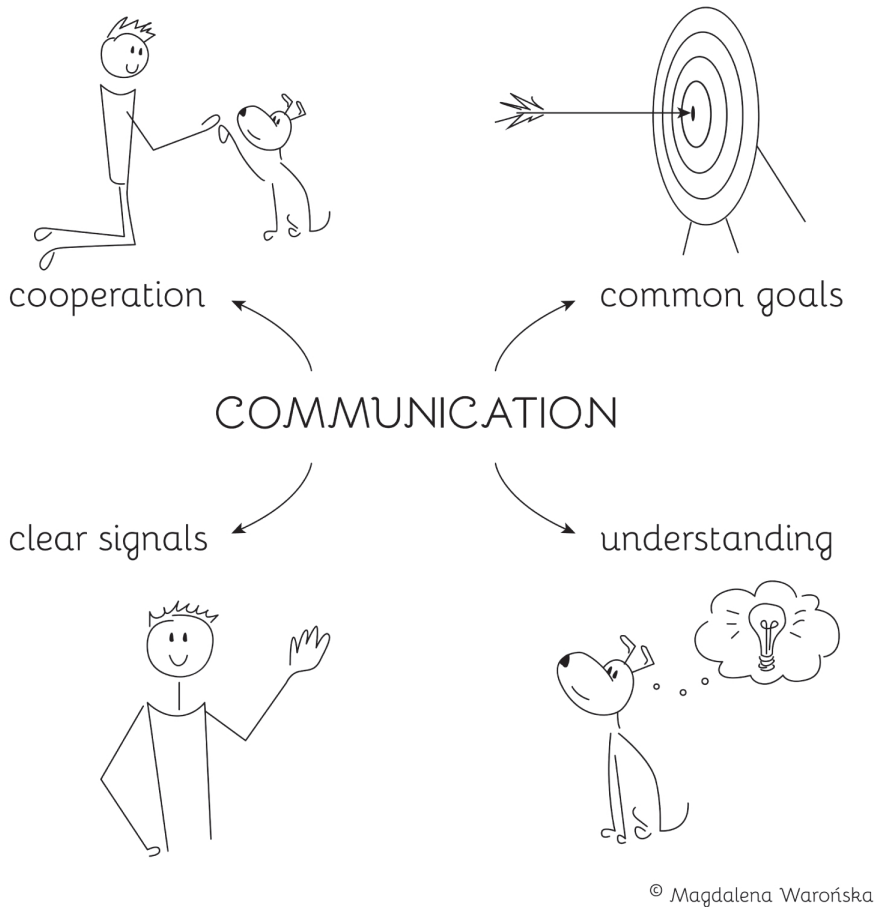 cooperation
common goals
COMMUNICATION
clear signals
understanding
© Magdalena Warońska